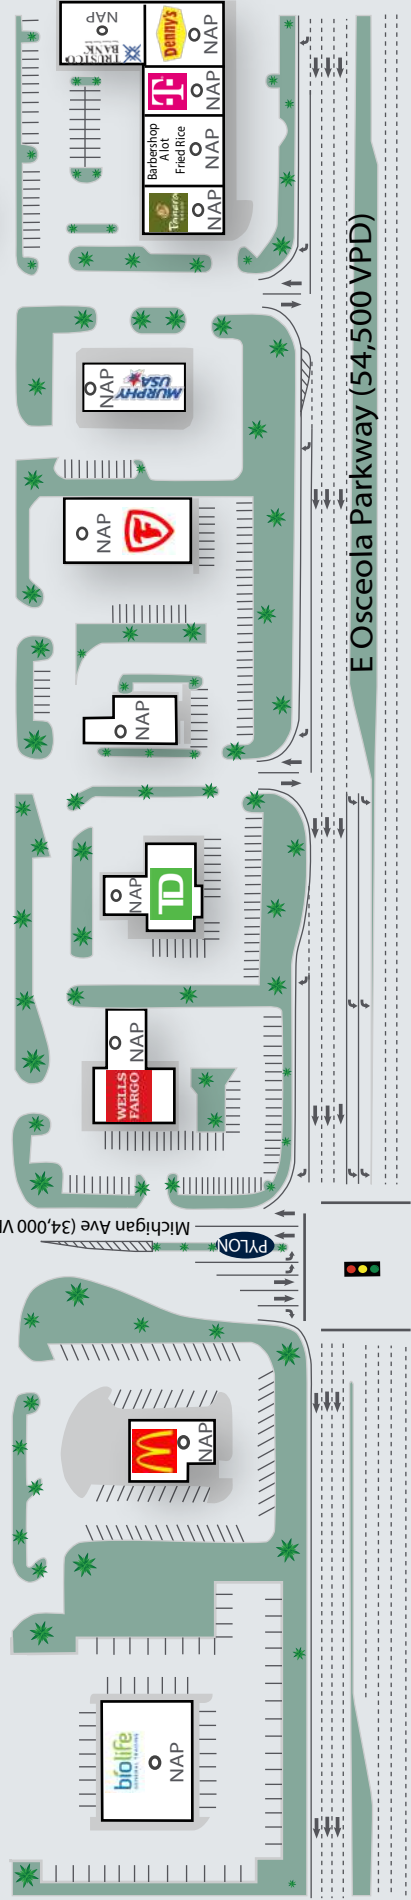 TRUSTCO
BANK
NAP
Denny's
NAP
T
NAP
Barbershop
A lot
Fried Rice
NAP
Panera
NAP
MURPHY
USA
NAP
F
NAP
NAP
TD
NAP
WELLS
FARGO
NAP
Michigan Ave (34,000 V
PYLON
E Osceola Parkway (54,500 VPD)
M
NAP
biolife
NAP